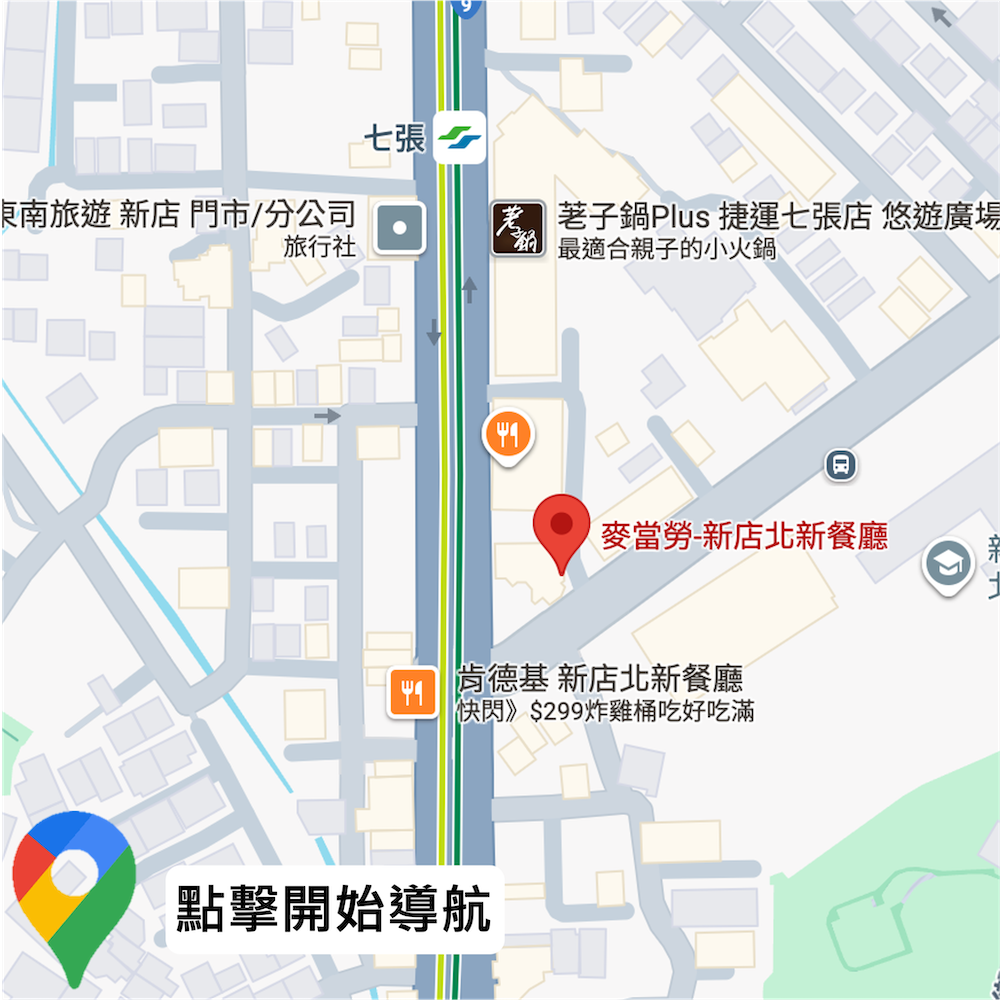 9
七張
東南旅遊 新店 門市/分公司
旅行社
荖子鍋Plus 捷運七張店 悠遊廣場
最適合親子的小火鍋
麥當勞-新店北新餐廳
肯德基 新店北新餐廳
快閃》$299炸雞桶吃好吃滿
點擊開始導航